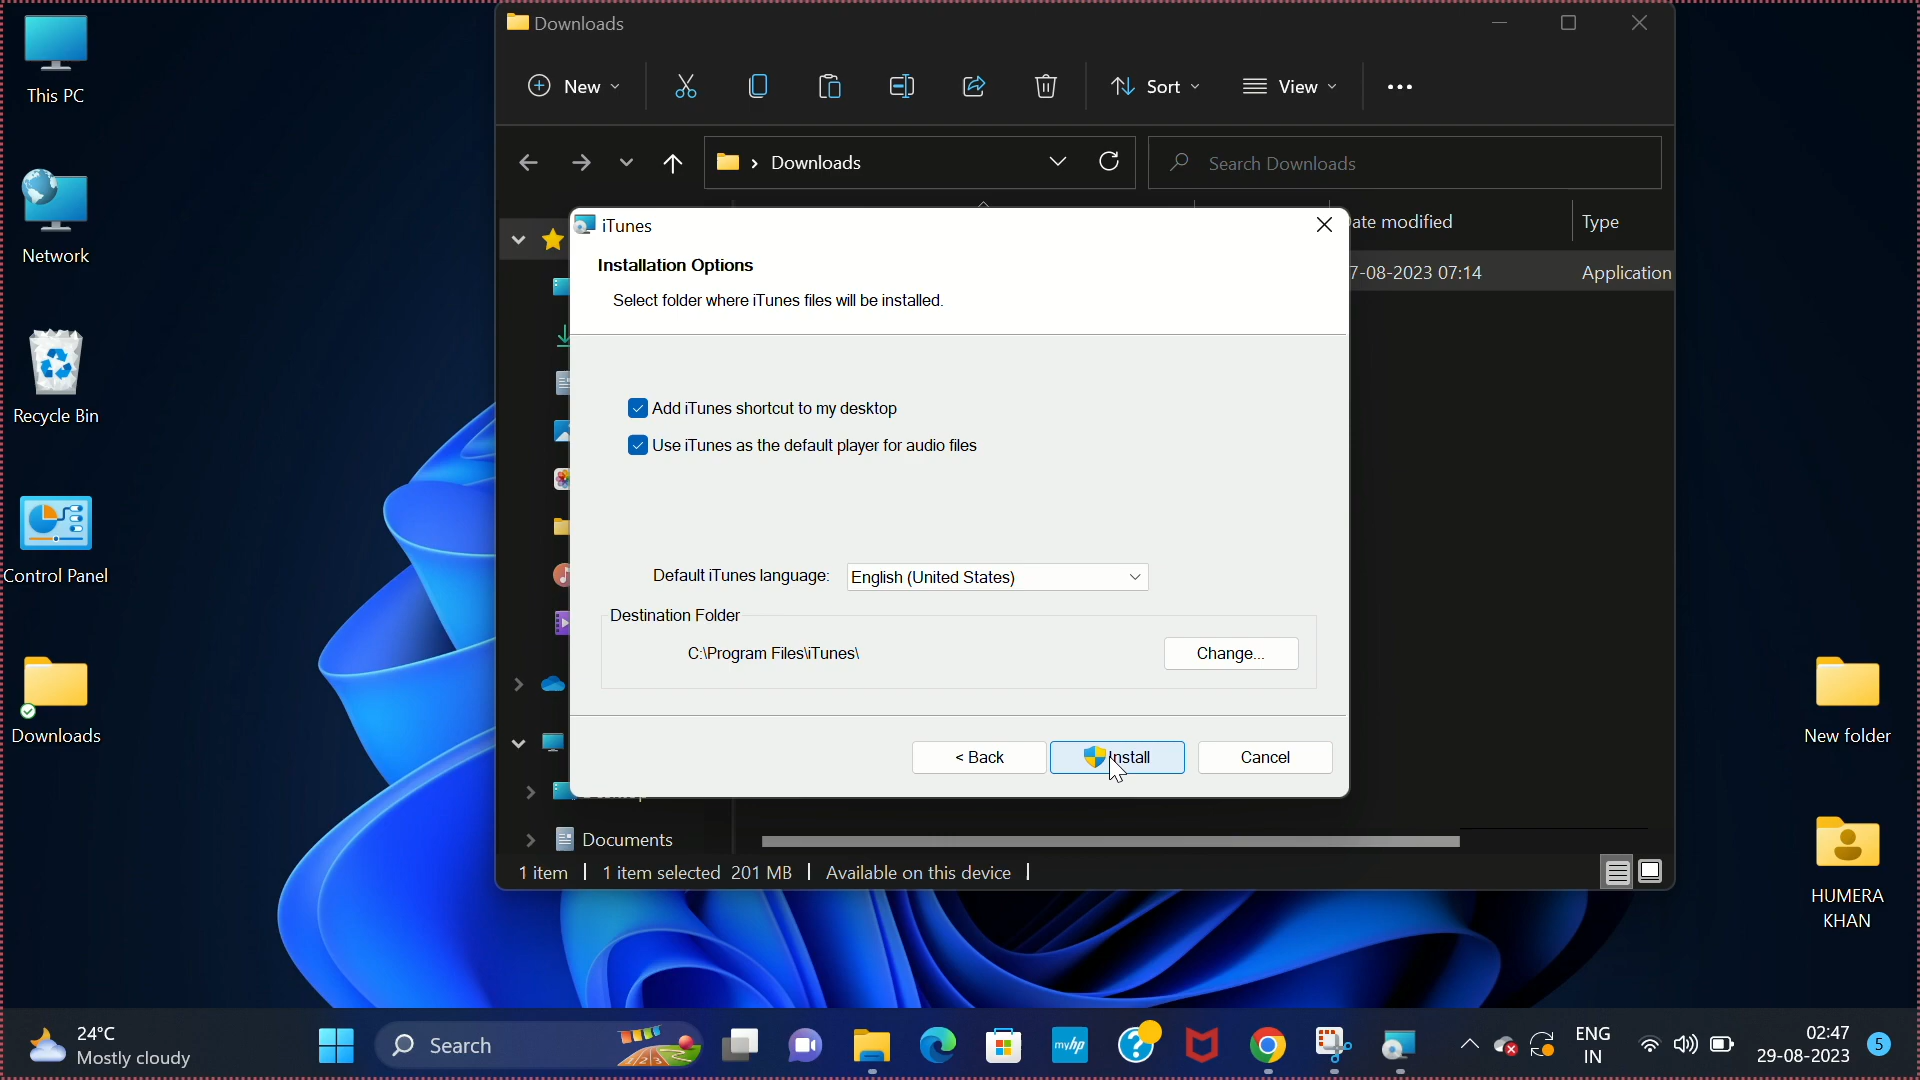 This PC
Network
Recycle Bin
Control Panel
Downloads
Downloads
New
Sort
View
Downloads
Search Downloads
ate modified
Type
7-08-2023 07:14
Application
iTunes
Installation Options
Select folder where iTunes files will be installed.
Add iTunes shortcut to my desktop
Use iTunes as the default player for audio files
Default iTunes language:
English (United States)
Destination Folder
C:\Program Files\iTunes\
Change...
< Back
Install
Cancel
Documents
1 item
1 item selected 201 MB
Available on this device
New folder
HUMERA
KHAN
24°C
Mostly cloudy
Search
myhp
ENG
IN
02:47
29-08-2023
5